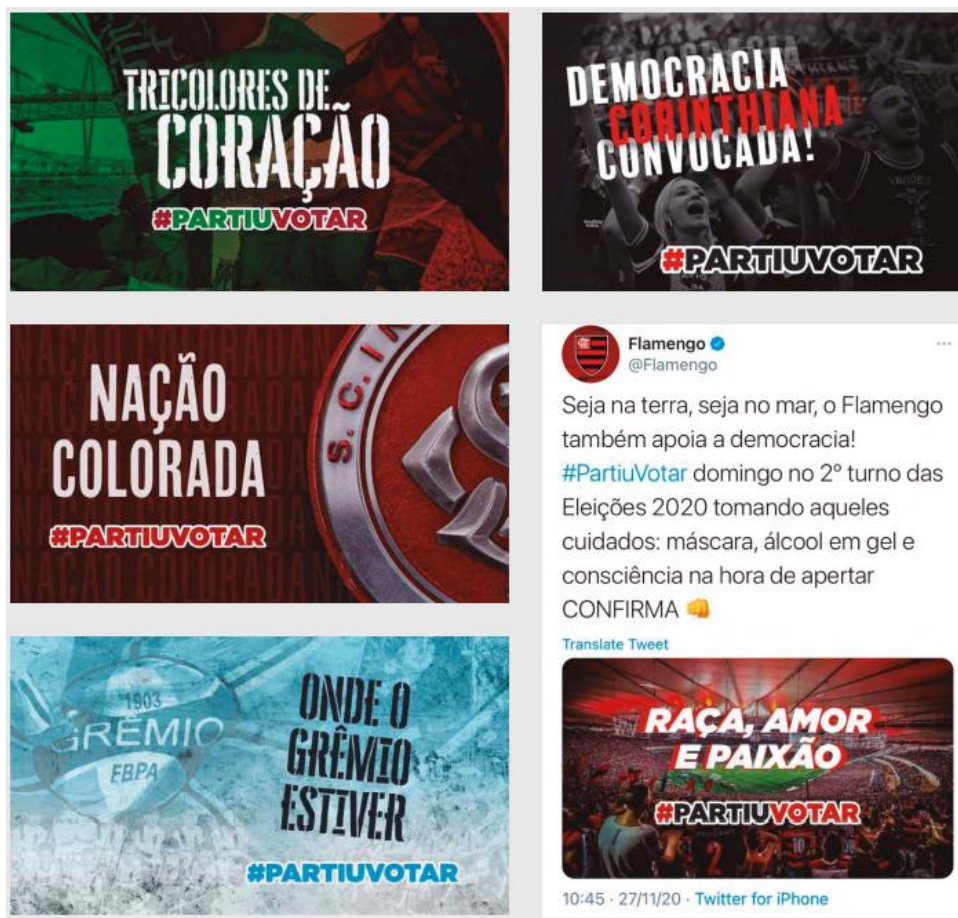 TRICOLORES DE
CORAÇÃO
#PARTIUVOTAR
DEMOCRACIA
CORINTHIANA
CONVOCADA!
#PARTIUVOTAR
NAÇÃO
COLORADA
#PARTIUVOTAR
S. C. I
1903
GRÊMIO
FBPA
ONDE O
GRÊMIO
ESTIVER
#PARTIUVOTAR
Flamengo
@Flamengo
Seja na terra, seja no mar, o Flamengo
também apoia a democracia!
#PartiuVotar domingo no 2º turno das
Eleições 2020 tomando aqueles
cuidados: máscara, álcool em gel e
consciência na hora de apertar
CONFIRMA 👊
Translate Tweet
RAÇA, AMOR
E PAIXÃO
#PARTIUVOTAR
10:45 · 27/11/20 · Twitter for iPhone